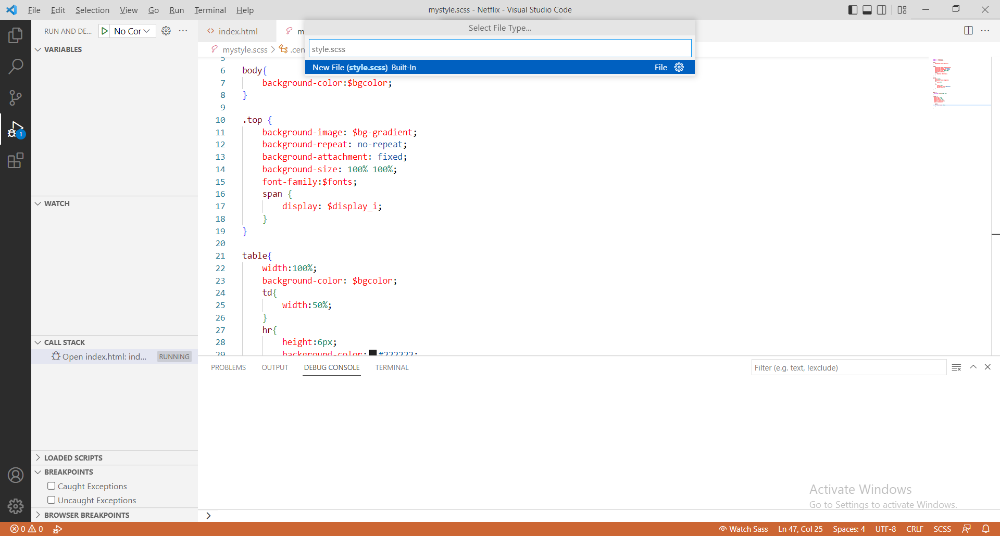 File Edit Selection View Go Run Terminal Help
mystyle.scss - Netflix - Visual Studio Code
RUN AND DE...
No Cor
index.html
m
Select File Type...
style.scss
New File (style.scss) Built-In
File
mystyle.scss > .cen
VARIABLES
WATCH
CALL STACK
Open index.html: ind...
RUNNING
LOADED SCRIPTS
BREAKPOINTS
Caught Exceptions
Uncaught Exceptions
BROWSER BREAKPOINTS
1
5
6 body{
7 background-color:$bgcolor;
8 }
9
10 .top {
11 background-image: $bg-gradient;
12 background-repeat: no-repeat;
13 background-attachment: fixed;
14 background-size: 100% 100%;
15 font-family:$fonts;
16 span {
17 display: $display_i;
18 }
19 }
20
21 table{
22 width:100%;
23 background-color: $bgcolor;
24 td{
25 width:50%;
26 }
27 hr{
28 height:6px;
29 background-color: #222222;
PROBLEMS OUTPUT DEBUG CONSOLE TERMINAL
Filter (e.g. text, !exclude)
Activate Windows
Go to Settings to activate Windows.
>
0 0
Watch Sass Ln 47, Col 25 Spaces: 4 UTF-8 CRLF SCSS